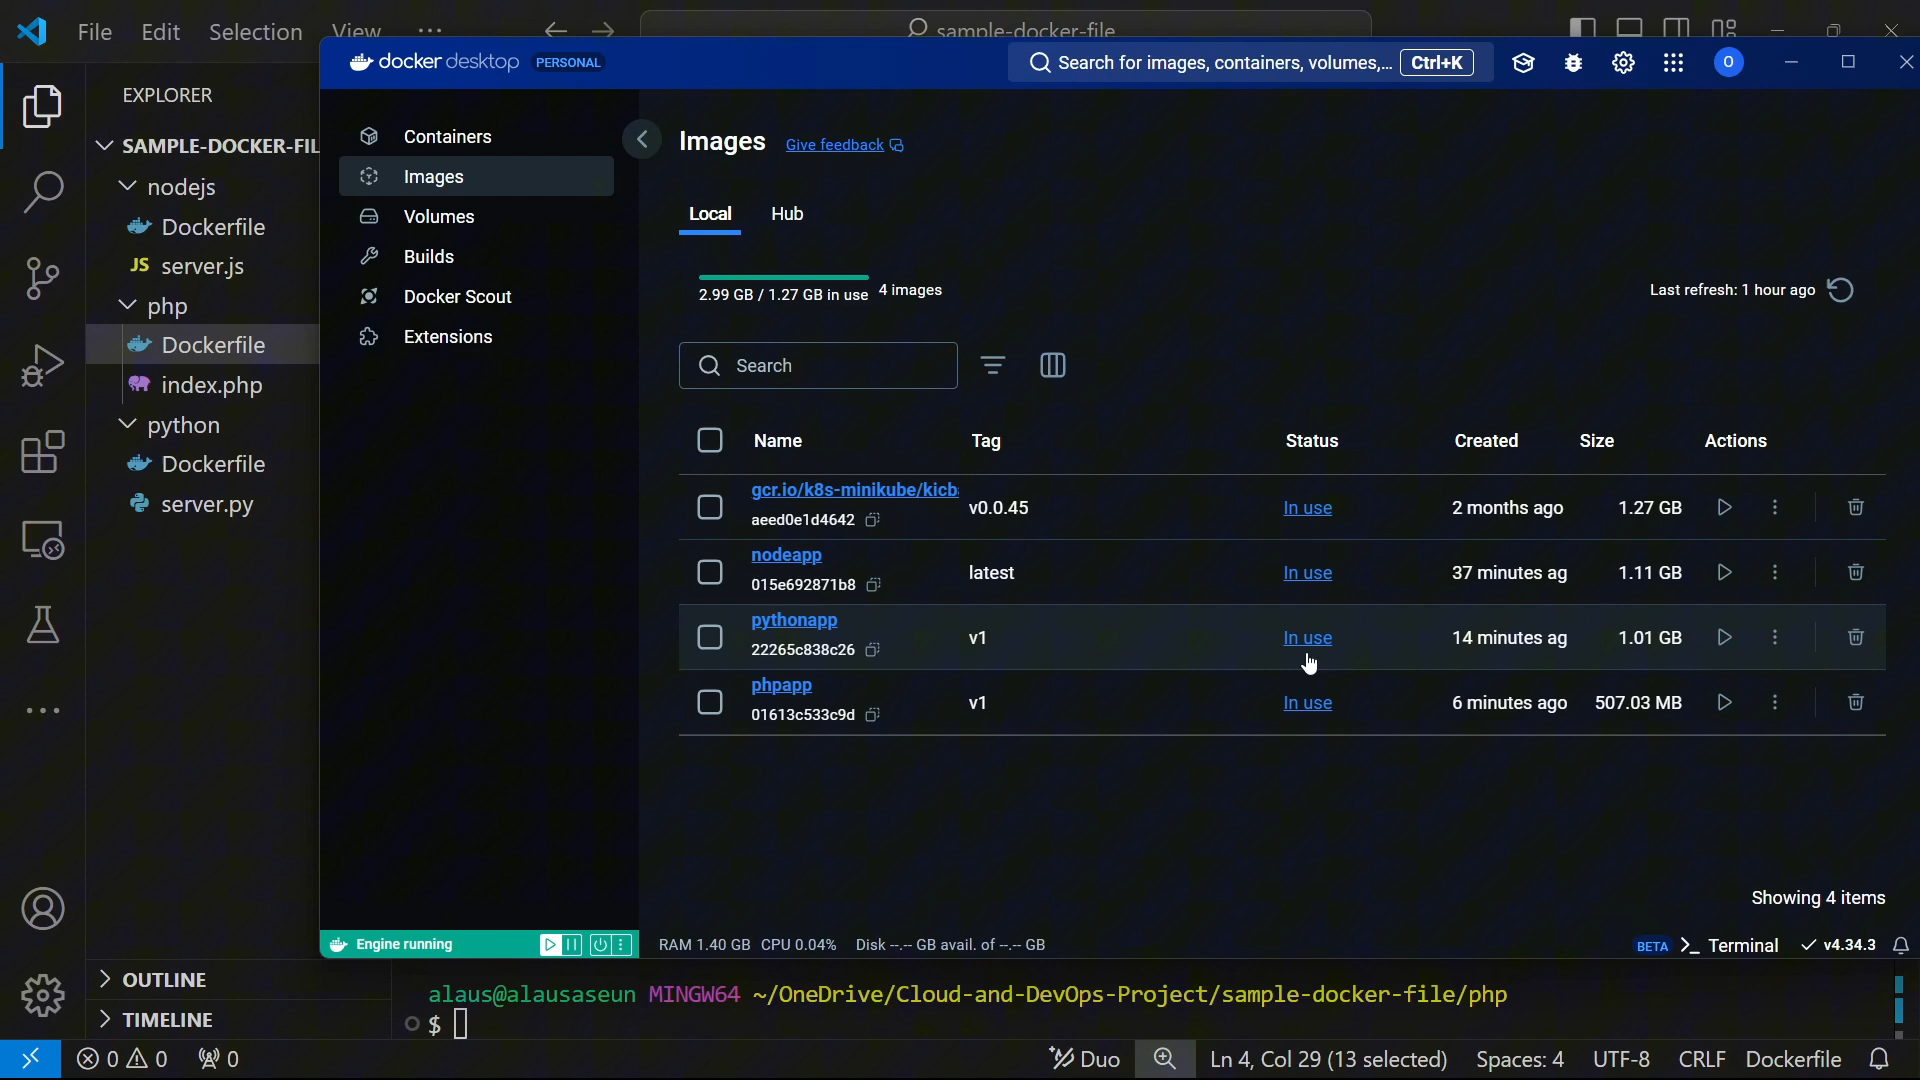 File Edit Selection View ...
sample-docker-file
docker desktop PERSONAL
Search for images, containers, volumes,... Ctrl+K
O
EXPLORER
SAMPLE-DOCKER-FIL
nodejs
Dockerfile
JS server.js
php
Dockerfile
index.php
python
Dockerfile
server.py
OUTLINE
TIMELINE
Containers
Images
Volumes
Builds
Docker Scout
Extensions
Images Give feedback
Local Hub
2.99 GB / 1.27 GB in use 4 images
Last refresh: 1 hour ago
Search
Name Tag Status Created Size Actions
gcr.io/k8s-minikube/kicb
aeed0e1d4642 v0.0.45 In use 2 months ago 1.27 GB
nodeapp
015e692871b8 latest In use 37 minutes ag 1.11 GB
pythonapp
22265c838c26 v1 In use 14 minutes ag 1.01 GB
phpapp
01613c533c9d v1 In use 6 minutes ago 507.03 MB
Showing 4 items
Engine running
RAM 1.40 GB CPU 0.04% Disk --.-- GB avail. of --.-- GB
BETA >_ Terminal v4.34.3
alaus@alausaseun MINGW64 ~/OneDrive/Cloud-and-DevOps-Project/sample-docker-file/php
$
0 0 0
Duo
Ln 4, Col 29 (13 selected) Spaces: 4 UTF-8 CRLF Dockerfile